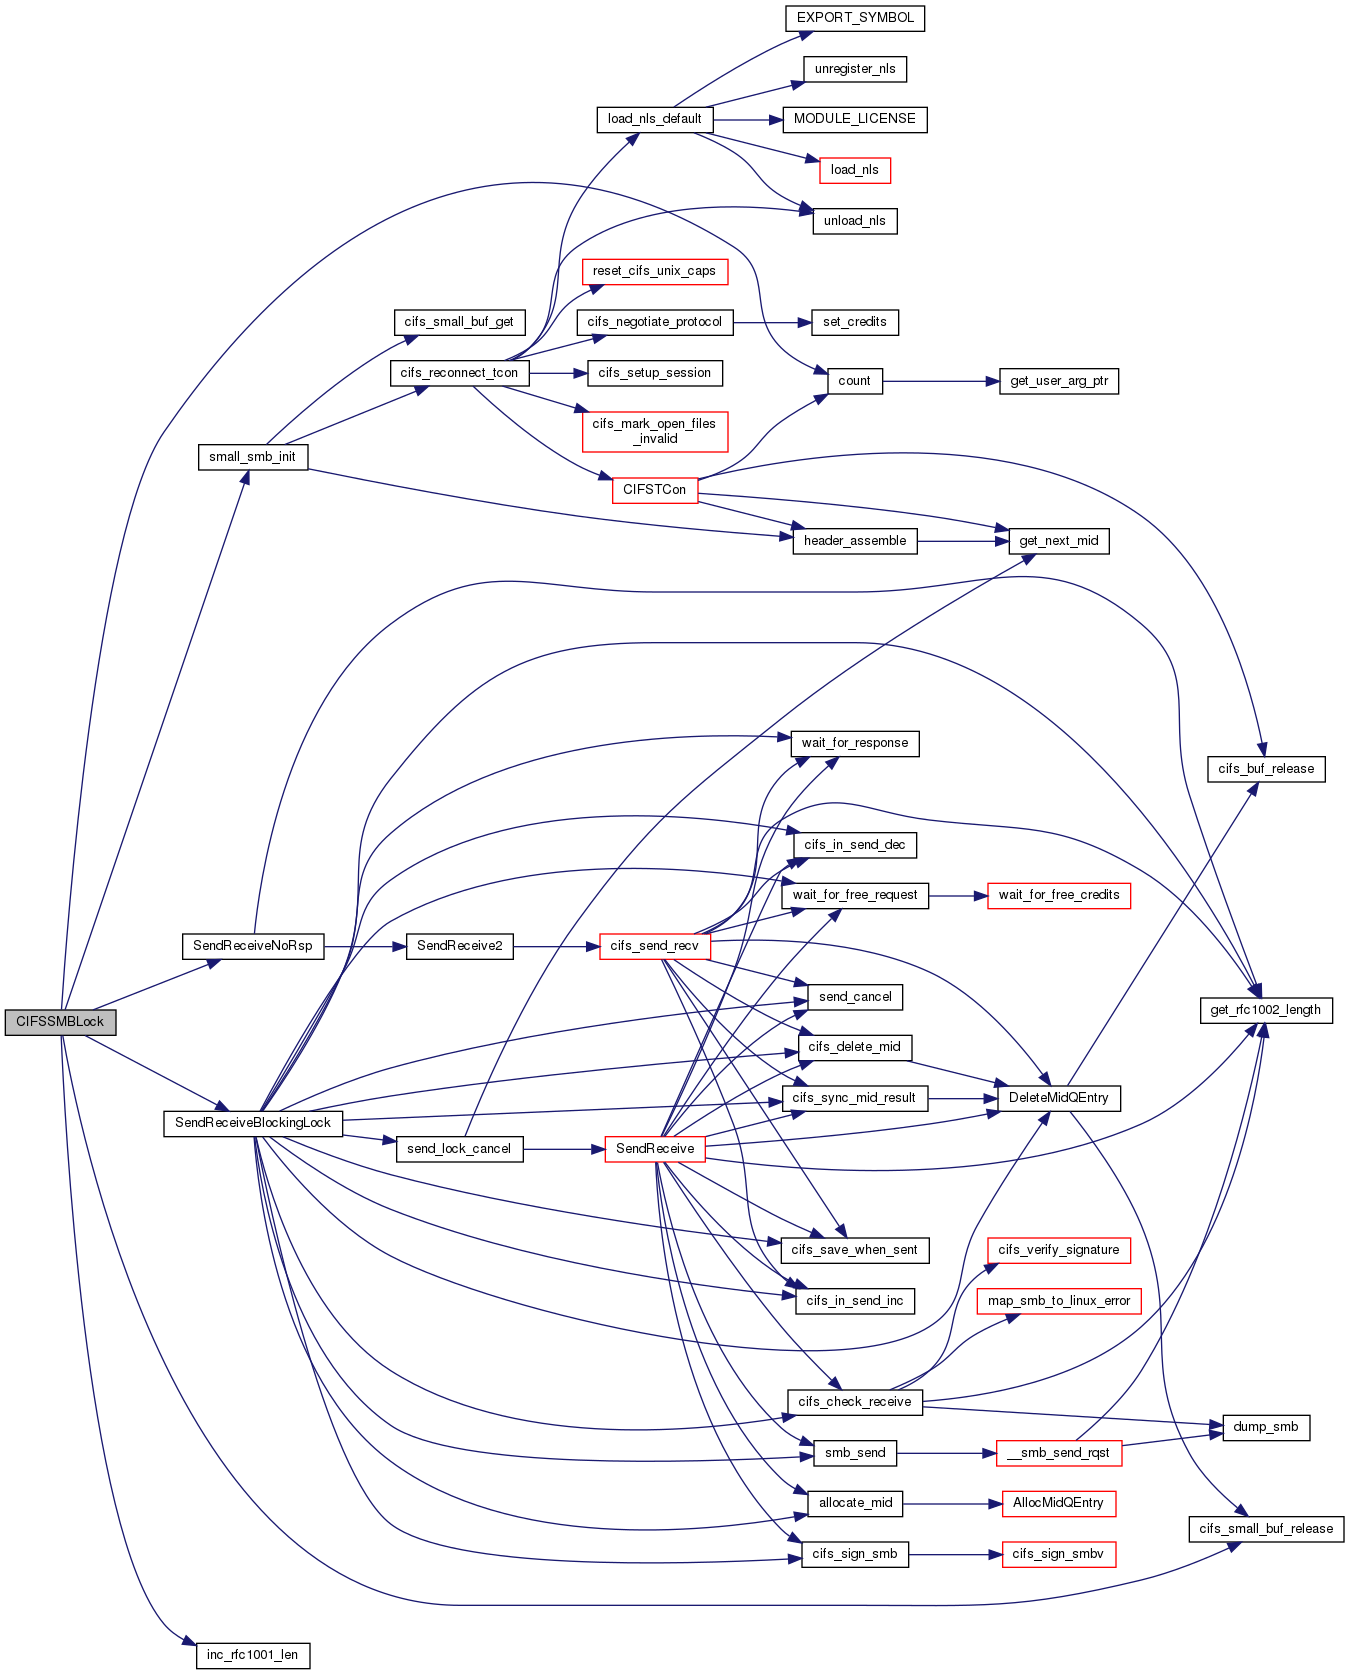 EXPORT_SYMBOL
unregister_nls
load_nls_default
MODULE_LICENSE
load_nls
unload_nls
reset_cifs_unix_caps
cifs_small_buf_get
cifs_negotiate_protocol
set_credits
cifs_reconnect_tcon
cifs_setup_session
count
get_user_arg_ptr
cifs_mark_open_files
_invalid
small_smb_init
CIFSTCon
header_assemble
get_next_mid
wait_for_response
cifs_buf_release
cifs_in_send_dec
wait_for_free_request
wait_for_free_credits
SendReceiveNoRsp
SendReceive2
cifs_send_recv
send_cancel
get_rfc1002_length
CIFSSMBLock
cifs_delete_mid
cifs_sync_mid_result
DeleteMidQEntry
SendReceiveBlockingLock
send_lock_cancel
SendReceive
cifs_save_when_sent
cifs_verify_signature
cifs_in_send_inc
map_smb_to_linux_error
cifs_check_receive
dump_smb
smb_send
__smb_send_rqst
allocate_mid
AllocMidQEntry
cifs_small_buf_release
cifs_sign_smb
cifs_sign_smbv
inc_rfc1001_len